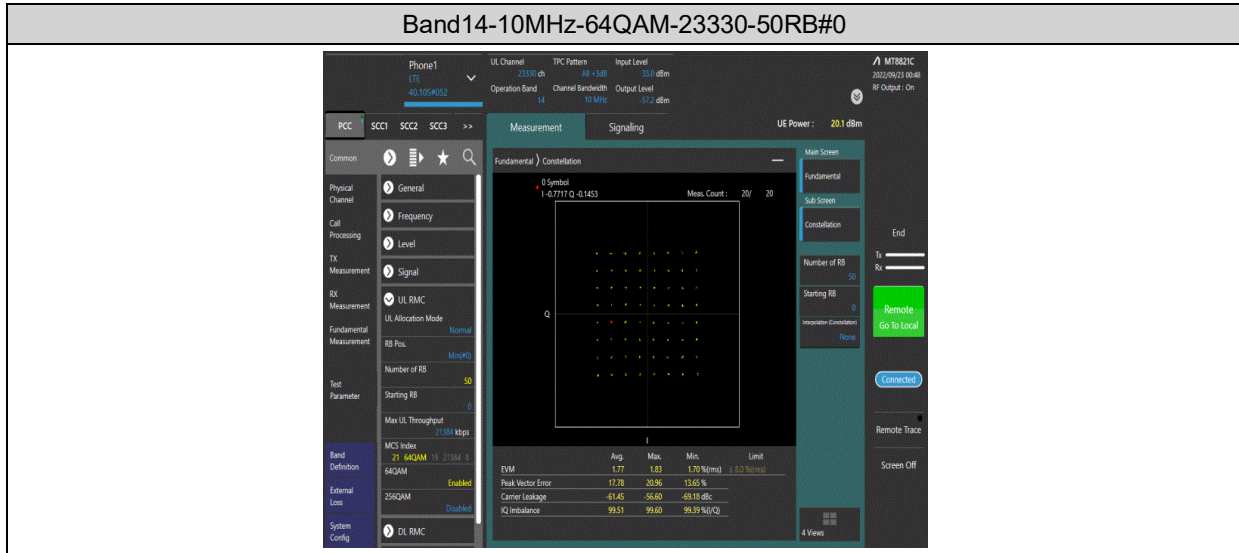 Band14-10MHz-64QAM-23330-50RB#0
Phone1
LTE
40.10S#052
UL Channel
23330 ch
TPC Pattern
All +3dB
Input Level
33.0 dBm
Operation Band
14
Channel Bandwidth
10 MHz
Output Level
-57.2 dBm
MT8821C
2022/09/23 00:48
RF Output : On
PCC SCC1 SCC2 SCC3 >>
Measurement
Signaling
UE Power : 20.1 dBm
Common
Physical
Channel
Call
Processing
TX
Measurement
RX
Measurement
Fundamental
Measurement
Test
Parameter
Band
Definition
External
Loss
System
Config
General
Frequency
Level
Signal
UL RMC
UL Allocation Mode
Normal
RB Pos.
Min(#0)
Number of RB
50
Starting RB
0
Max UL Throughput
21384 kbps
MCS Index
21 64QAM 19 21384 8
64QAM
Enabled
256QAM
Disabled
DL RMC
Fundamental ) Constellation
0 Symbol
I -0.7717 Q -0.1453
Meas. Count : 20/ 20
Q
I
Avg. Max. Min. Limit
EVM 1.77 1.83 1.70 %(rms) ≤ 8.0 %(rms)
Peak Vector Error 17.78 20.96 13.65 %
Carrier Leakage -61.45 -56.60 -69.18 dBc
IQ Imbalance 99.51 99.60 99.39 %(I/Q)
Main Screen
Fundamental
Sub Screen
Constellation
Number of RB
50
Starting RB
0
Interpolation (Constellation)
None
4 Views
End
Tx
Rx
Remote
Go To Local
Connected
Remote Trace
Screen Off